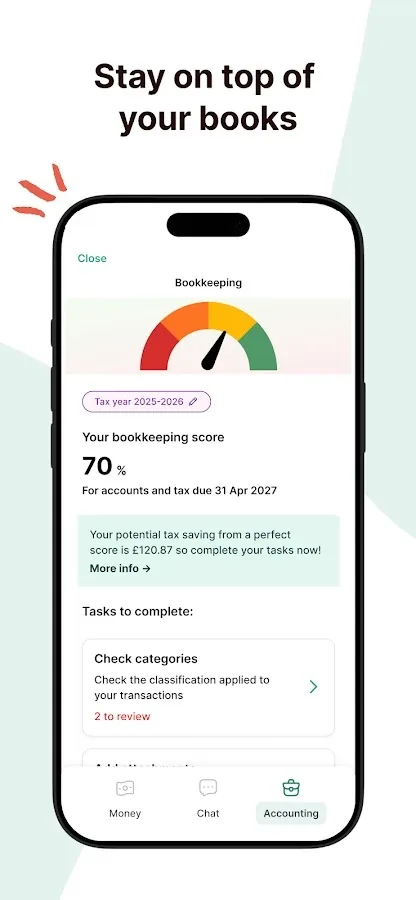 Stay on top of
your books
Close
Bookkeeping
Tax year 2025-2026
Your bookkeeping score
70 %
For accounts and tax due 31 Apr 2027
Your potential tax saving from a perfect
score is £120.87 so complete your tasks now!
More info →
Tasks to complete:
Check categories
Check the classification applied to
your transactions
2 to review
Add attachments
Money
Chat
Accounting